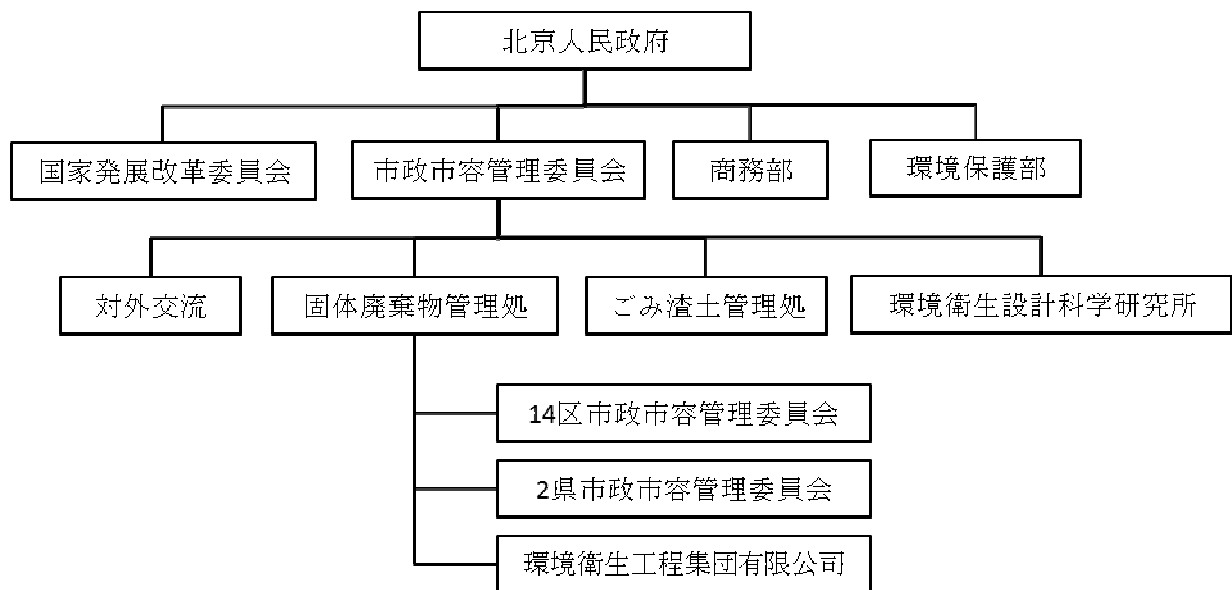 北京人民政府
国家発展改革委員会
市政市容管理委員会
商務部
環境保護部
対外交流
固体廃棄物管理処
ごみ渣土管理処
環境衛生設計科学研究所
14区市政市容管理委員会
2県市政市容管理委員会
環境衛生工程集団有限公司